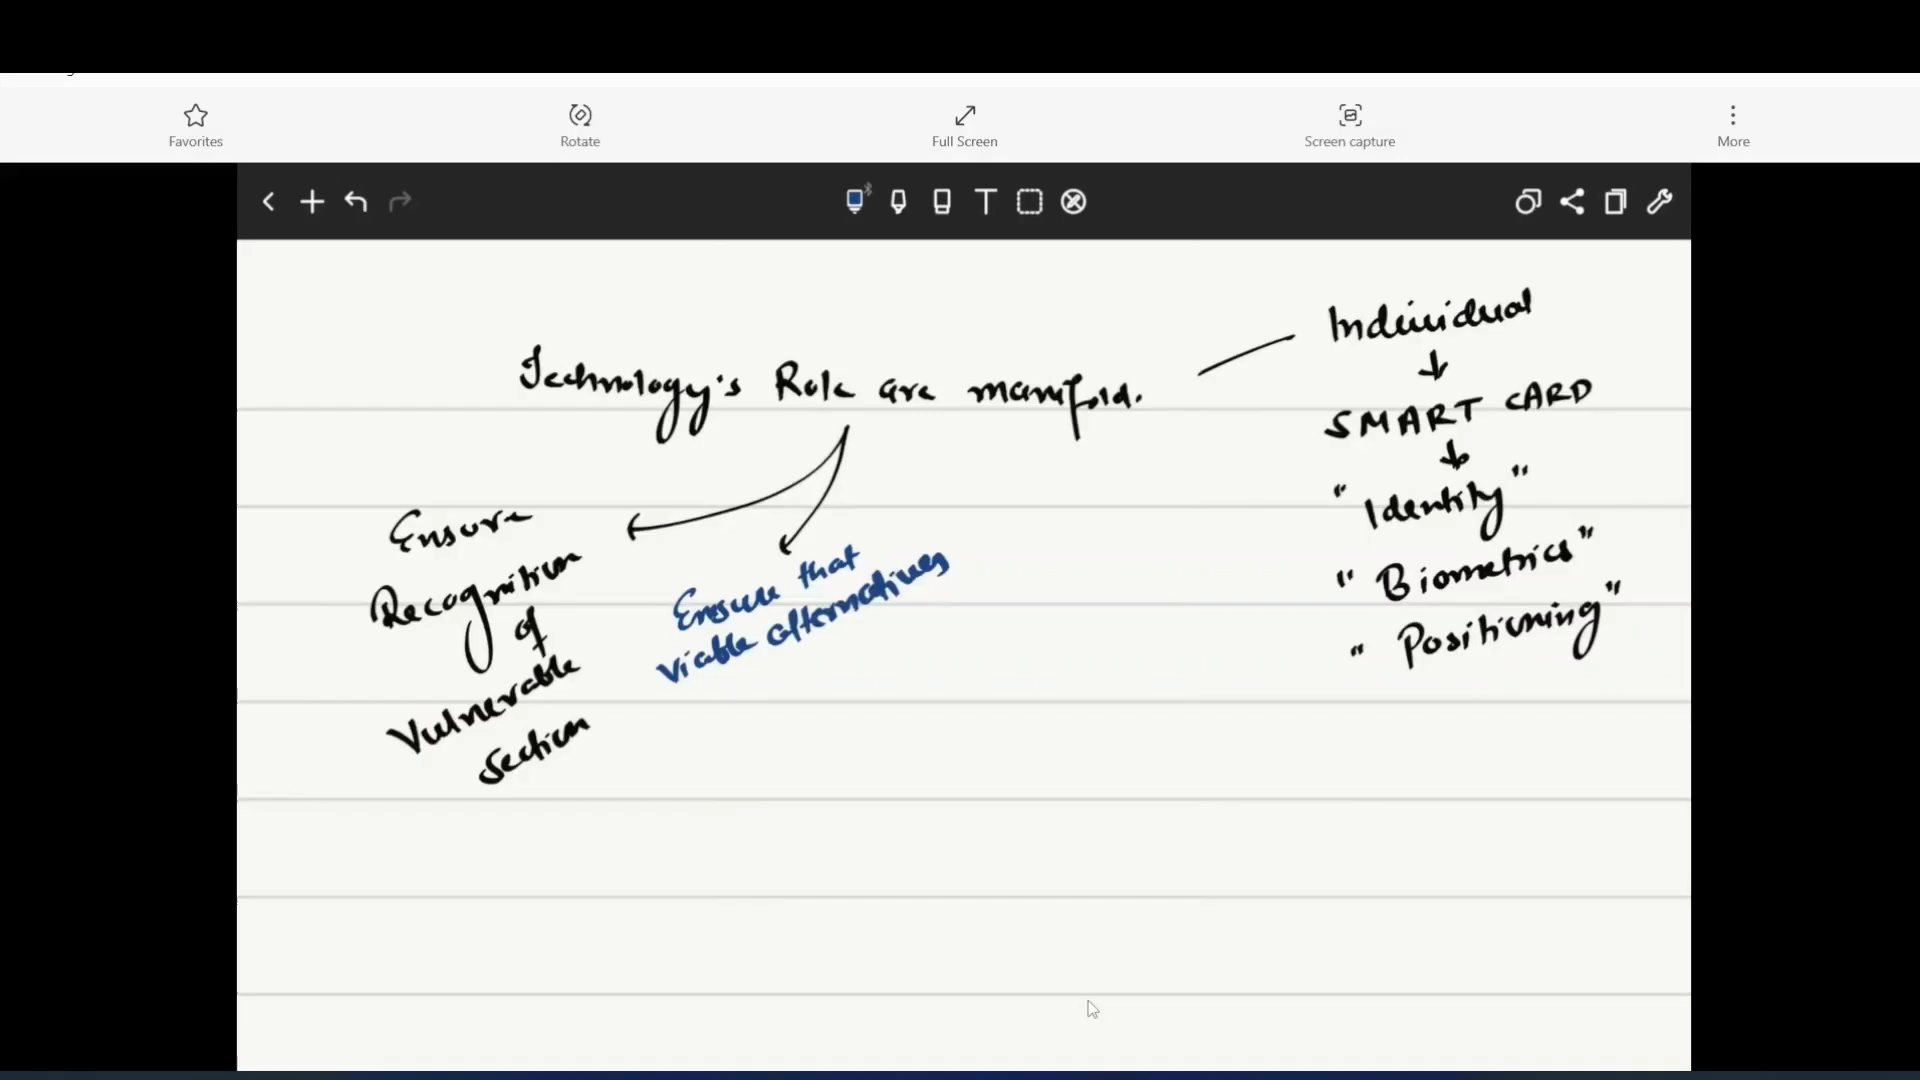 Favorites
Rotate
Full Screen
Screen capture
More
Technology's Role are manifold.
Ensure
Recognition
of
Vulnerable
section
Ensure that
viable alternatives
Individual
SMART CARD
"Identity"
"Biometrics"
"Positioning"